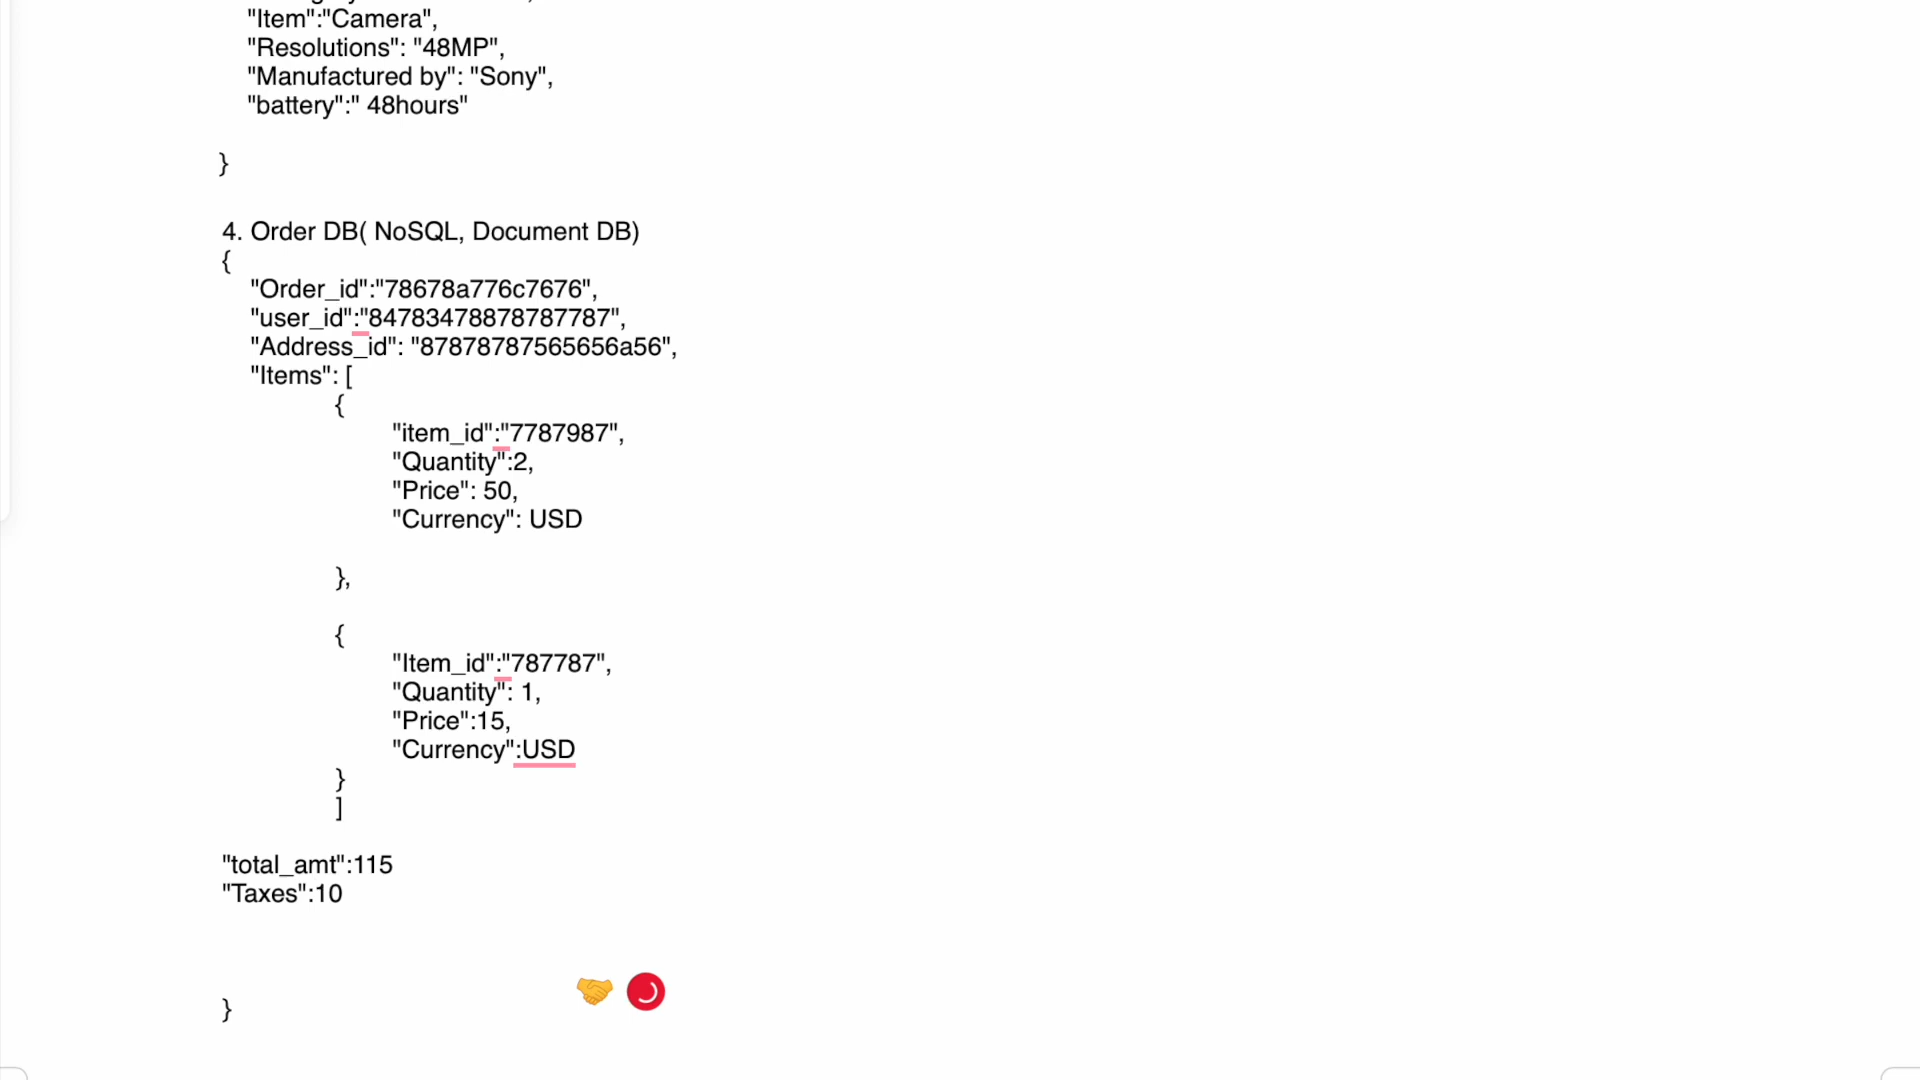 "Item":"Camera",
"Resolutions": "48MP",
"Manufactured by": "Sony",
"battery":" 48hours"
}
4. Order DB( NoSQL, Document DB)
{
"Order_id":"78678a776c7676",
"user_id":"84783478878787787",
"Address_id": "87878787565656a56",
"Items": [
{
"item_id":"7787987",
"Quantity":2,
"Price": 50,
"Currency": USD
},
{
"Item_id":"787787",
"Quantity": 1,
"Price":15,
"Currency":USD
}
]
"total_amt":115
"Taxes":10
}